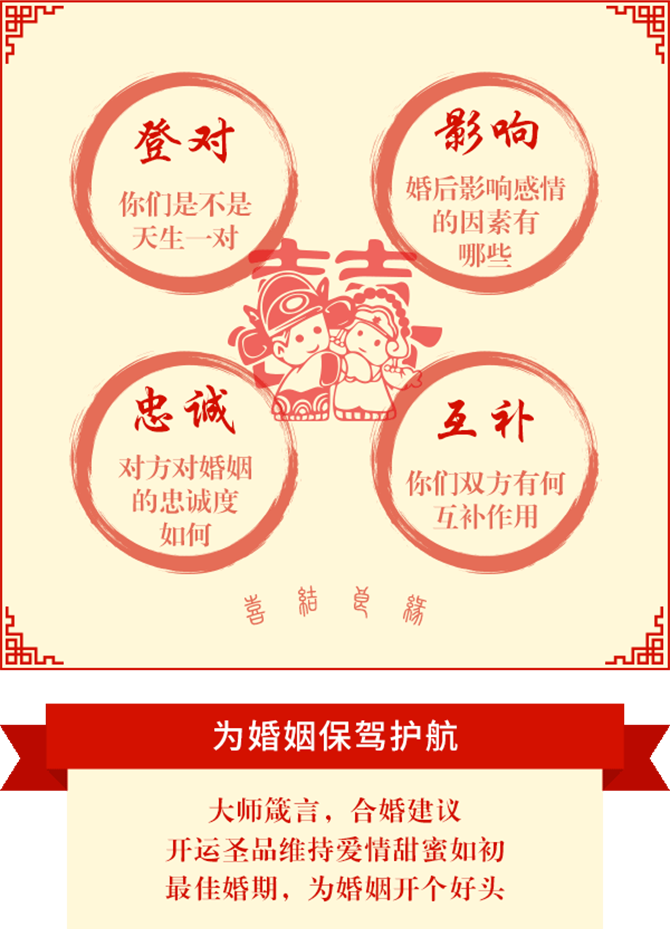 登对
你们是不是
天生一对
影响
婚后影响感情
的因素有
哪些
囍
忠诚
对方对婚姻
的忠诚度
如何
互补
你们双方有何
互补作用
喜结良缘
为婚姻保驾护航
大师箴言，合婚建议
开运圣品维持爱情甜蜜如初
最佳婚期，为婚姻开个好头